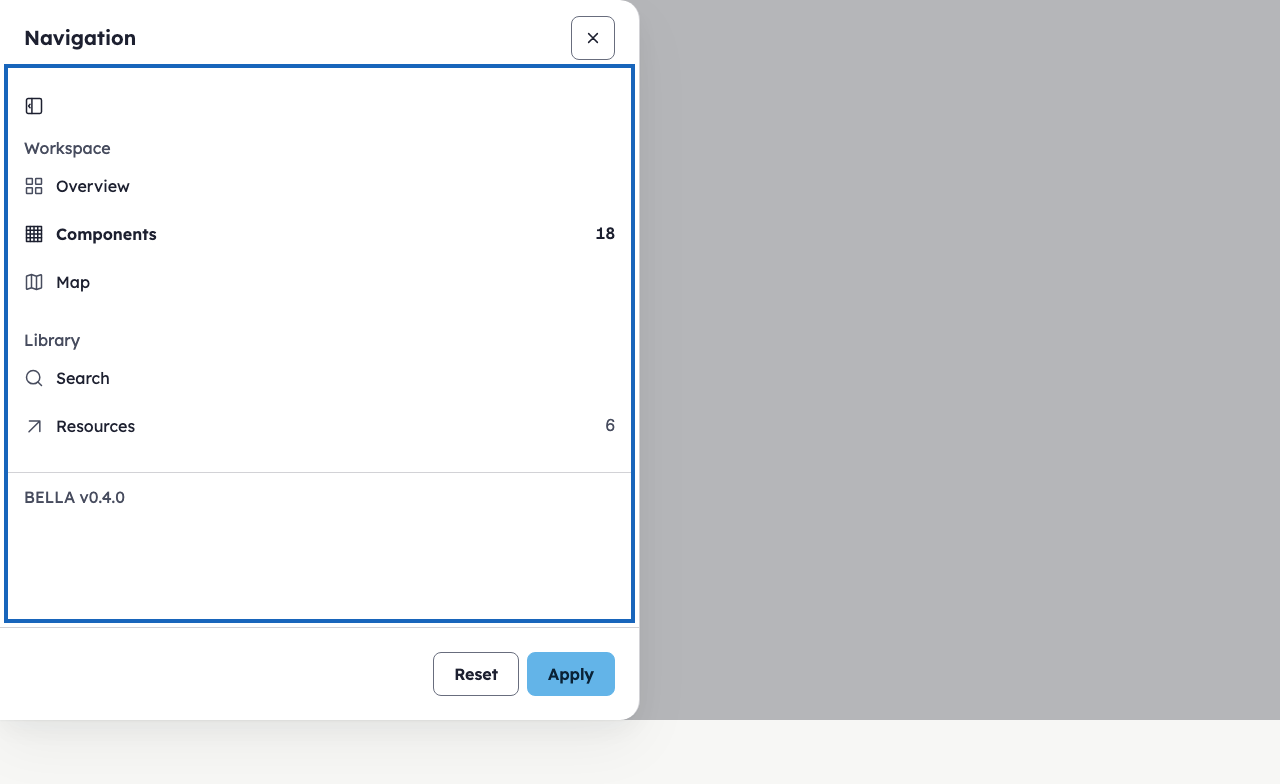 Navigation
Workspace
Overview
Components 18
Map
Library
Search
Resources 6
BELLA v0.4.0
Reset Apply